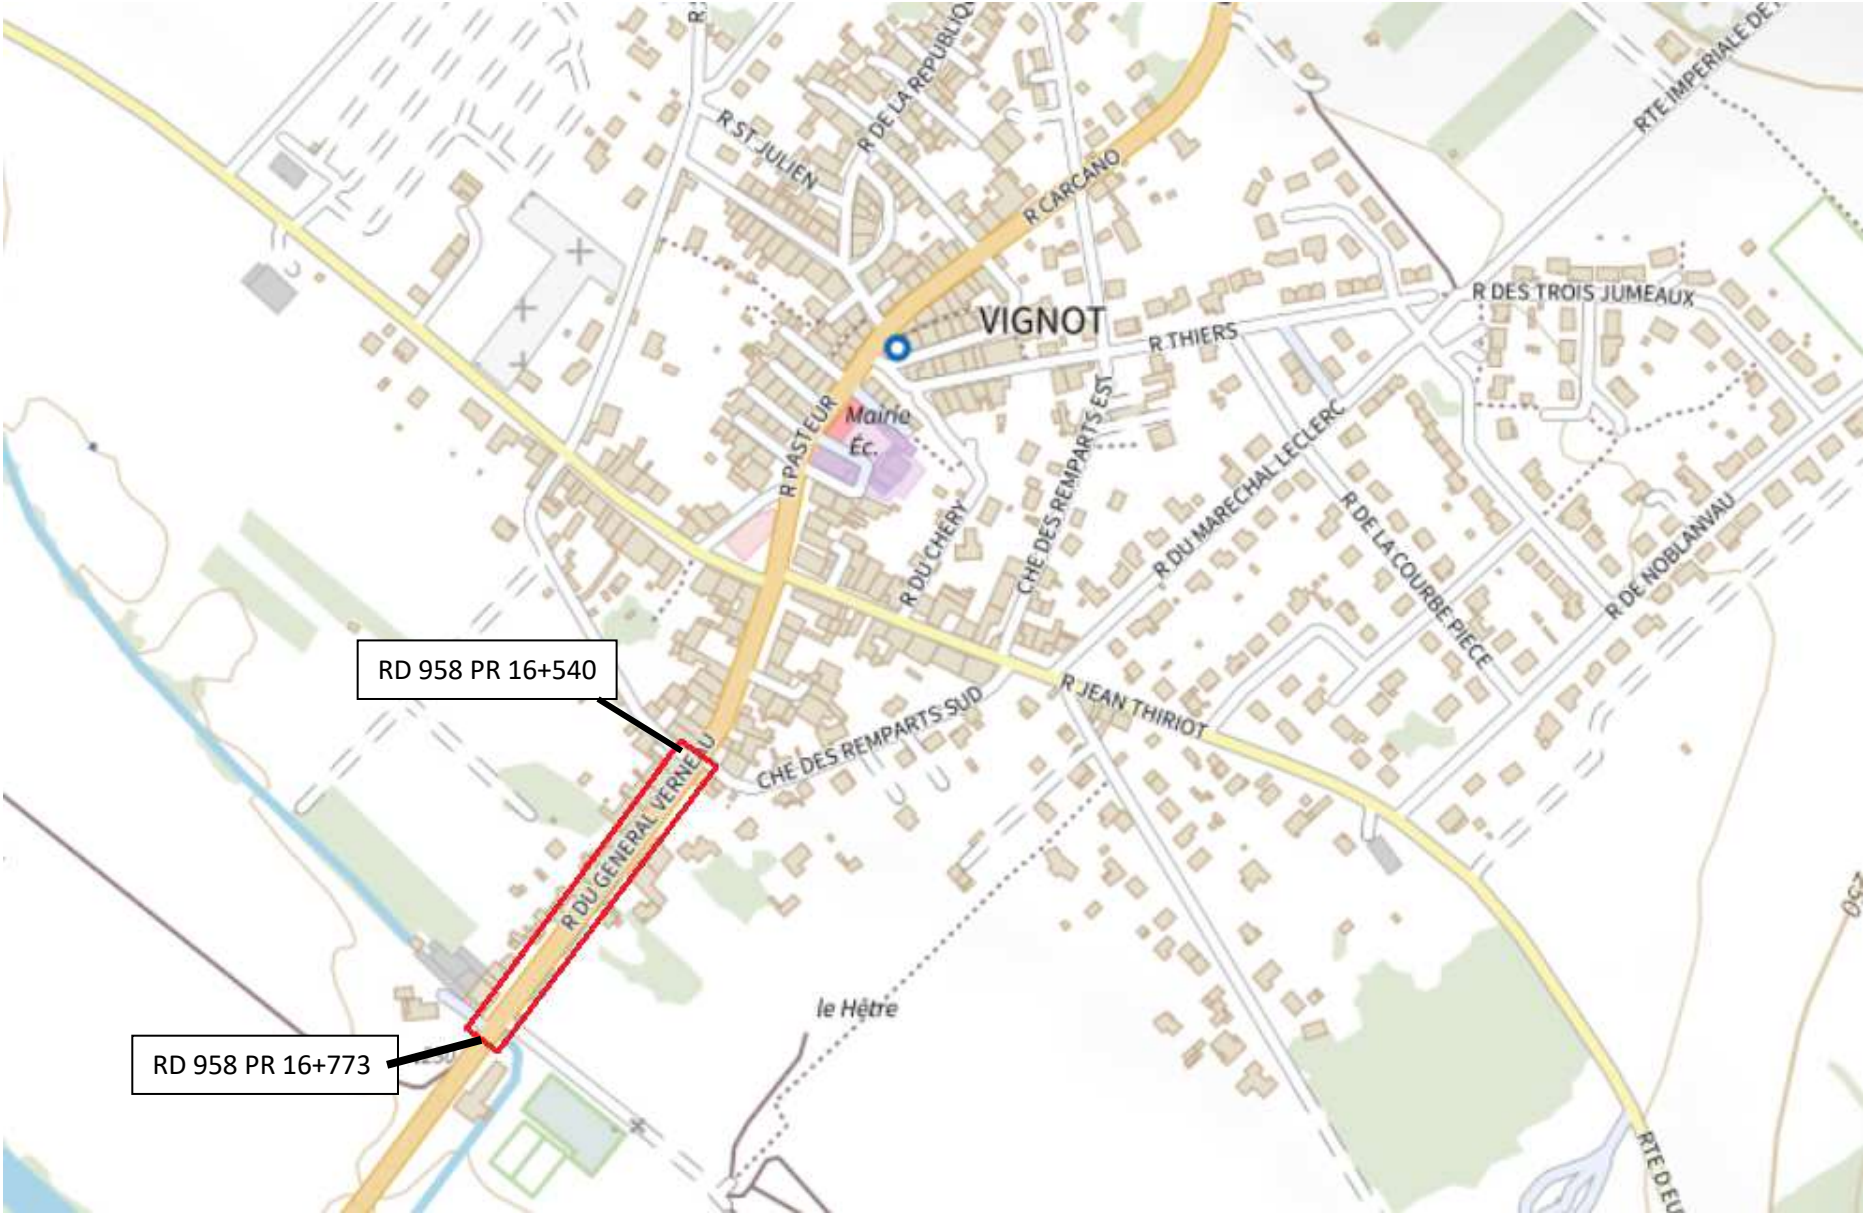 R ST JULIEN
R DE LA REPUBLIQU
R CARCANO
RTE IMPERIALE DE
VIGNOT
R THIERS
R DES TROIS JUMEAUX
Mairie
Éc.
R PASTEUR
R DU CHERY
CHE DES REMPARTS EST
R DU MARECHAL LECLERC
R DE LA COURBE PIECE
R DE NOBLANVAU
RD 958 PR 16+540
CHE DES REMPARTS SUD
R JEAN THIRIOT
R DU GENERAL VERNEAU
le Hêtre
RD 958 PR 16+773
RTE D EU